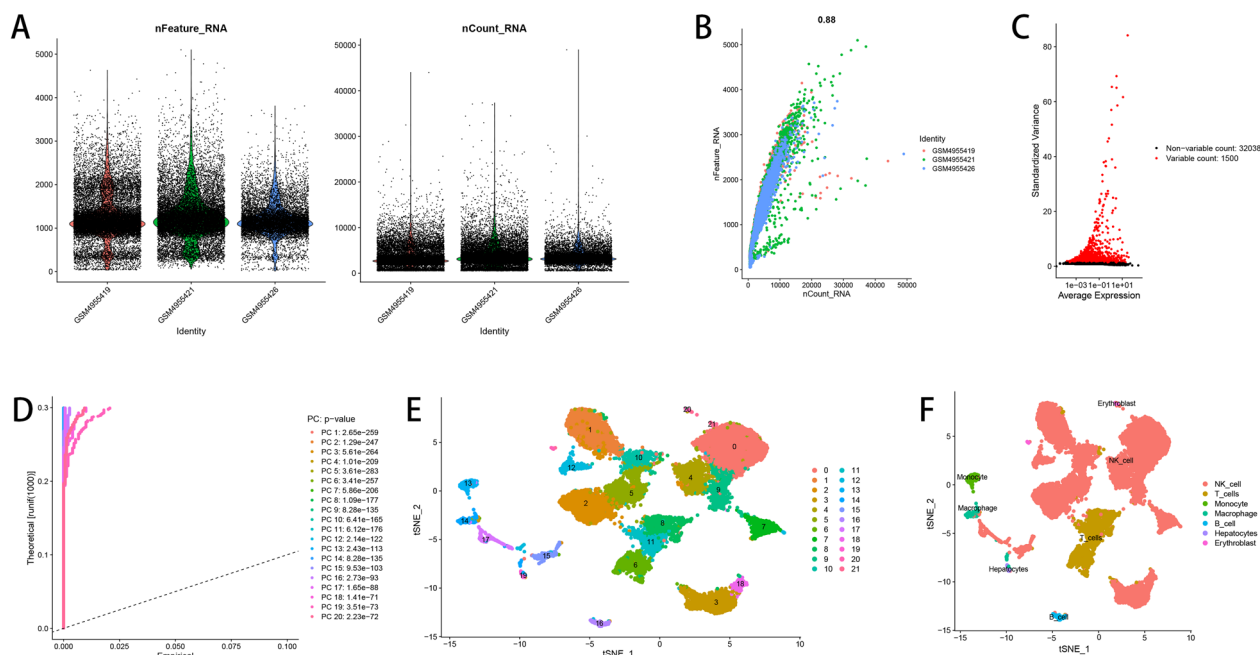 A
nFeature_RNA
5000
4000
3000
2000
1000
0
GSM4955419
GSM4955421
GSM4955426
Identity
nCount_RNA
50000
40000
30000
20000
10000
0
GSM4955419
GSM4955421
GSM4955426
Identity
B
0.88
nFeature_RNA
5000
4000
3000
2000
1000
0
0 10000 20000 30000 40000 50000
nCount_RNA
Identity
GSM4955419
GSM4955421
GSM4955426
C
Standardized Variance
80
60
40
20
0
1e-03 1e-01 1e+01
Average Expression
Non-variable count: 32038
Variable count: 1500
D
Theoretical [runif(1000)]
0.3
0.2
0.1
0.0
0.000 0.025 0.050 0.075 0.100
Empirical
PC: p-value
PC 1: 2.65e-259
PC 2: 1.29e-247
PC 3: 5.61e-264
PC 4: 1.01e-209
PC 5: 3.61e-283
PC 6: 3.41e-257
PC 7: 5.86e-206
PC 8: 1.09e-177
PC 9: 8.28e-135
PC 10: 6.41e-165
PC 11: 6.12e-176
PC 12: 2.14e-122
PC 13: 2.43e-113
PC 14: 8.28e-135
PC 15: 9.53e-103
PC 16: 2.73e-93
PC 17: 1.65e-88
PC 18: 1.41e-71
PC 19: 3.51e-73
PC 20: 2.23e-72
E
tSNE_2
5
0
-5
-10
-15
-15 -10 -5 0 5 10
tSNE_1
20
21
1
0
10
12
4
13
5
9
2
14
8
7
17
11
15
6
19
18
3
16
0 11
1 12
2 13
3 14
4 15
5 16
6 17
7 18
8 19
9 20
10 21
F
tSNE_2
5
0
-5
-10
-15
-15 -10 -5 0 5 10
tSNE_1
Erythroblast
NK_cell
Monocyte
Macrophage
T_cells
Hepatocytes
B_cell
NK_cell
T_cells
Monocyte
Macrophage
B_cell
Hepatocytes
Erythroblast